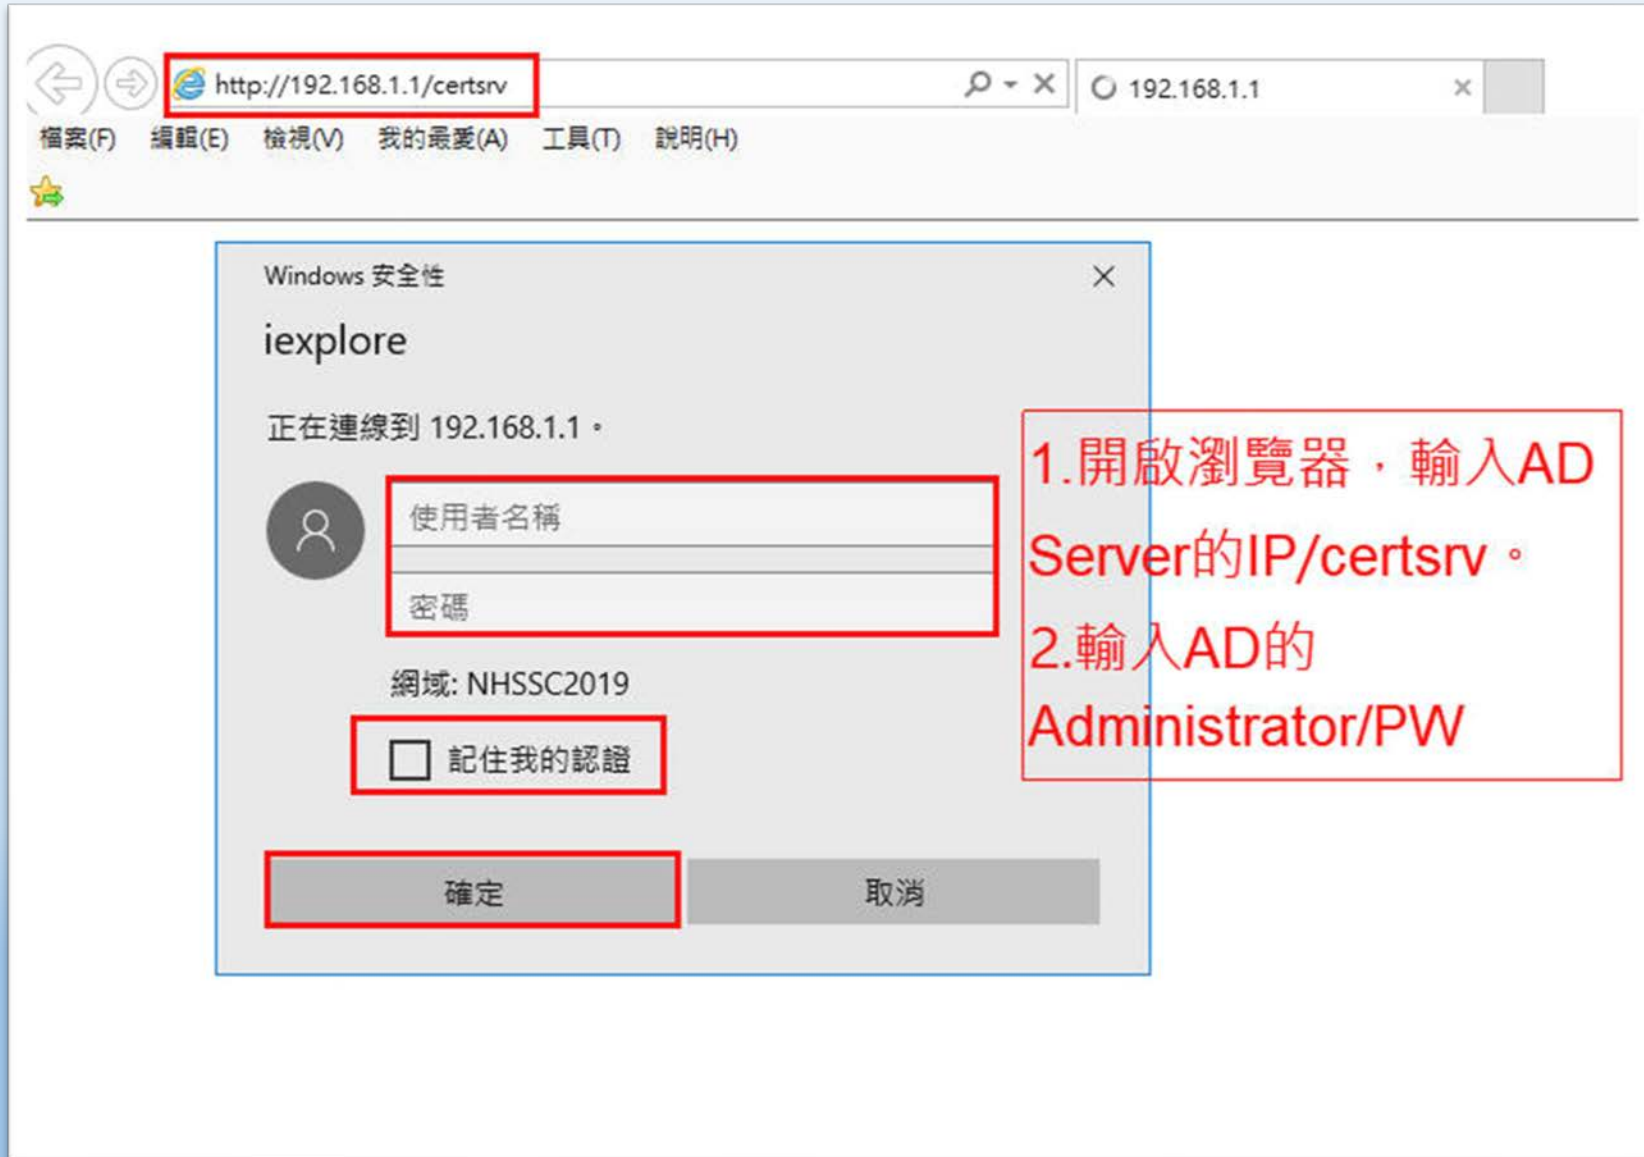 http://192.168.1.1/certsrv
192.168.1.1
檔案(F) 編輯(E) 檢視(V) 我的最愛(A) 工具(T) 說明(H)
Windows 安全性
iexplore
正在連線到 192.168.1.1。
使用者名稱
密碼
網域: NHSSC2019
記住我的認證
確定
取消
1.開啟瀏覽器，輸入AD
Server的IP/certsrv。
2.輸入AD的
Administrator/PW